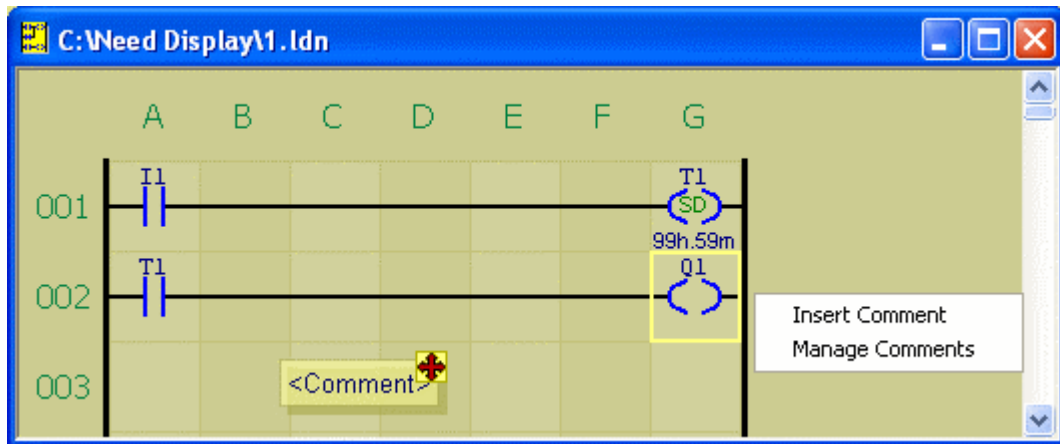 C:\Need Display\1.ldn
A B C D E F G
I1 T1
001 SD
99h.59m
T1 Q1
002
Insert Comment
Manage Comments
003 <Comment>